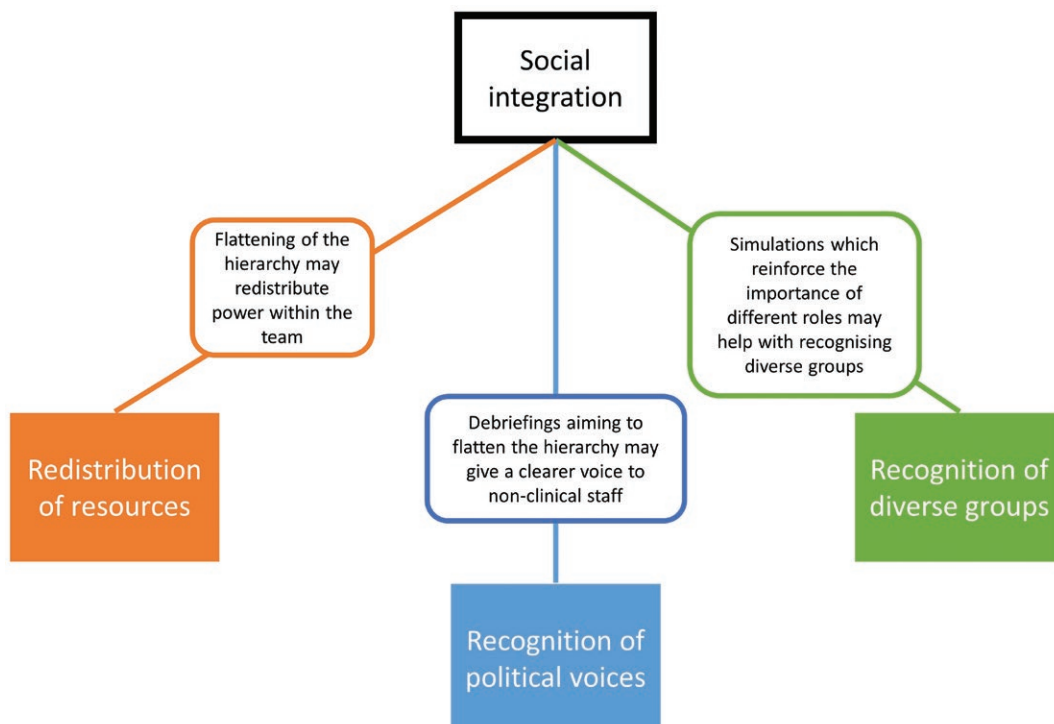 Social
integration
Flattening of the
hierarchy may
redistribute
power within the
team
Simulations which
reinforce the
importance of
different roles may
help with recognising
diverse groups
Debriefings aiming to
flatten the hierarchy may
give a clearer voice to
non-clinical staff
Redistribution
of resources
Recognition of
diverse groups
Recognition of
political voices